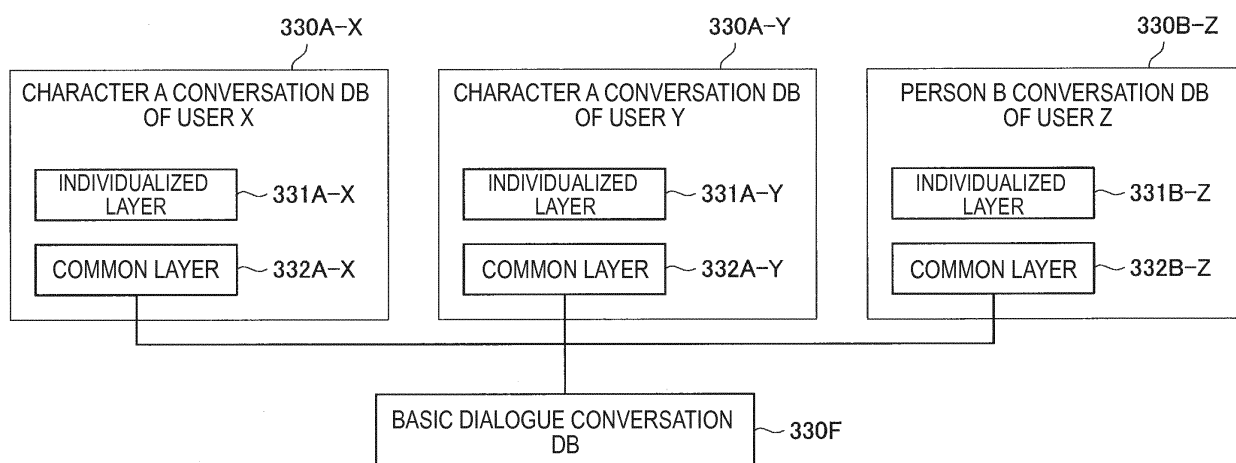 330A-X
330A-Y
330B-Z
CHARACTER A CONVERSATION DB
OF USER X
CHARACTER A CONVERSATION DB
OF USER Y
PERSON B CONVERSATION DB
OF USER Z
INDIVIDUALIZED
LAYER
331A-X
INDIVIDUALIZED
LAYER
331A-Y
INDIVIDUALIZED
LAYER
331B-Z
COMMON LAYER
332A-X
COMMON LAYER
332A-Y
COMMON LAYER
332B-Z
BASIC DIALOGUE CONVERSATION
DB
330F